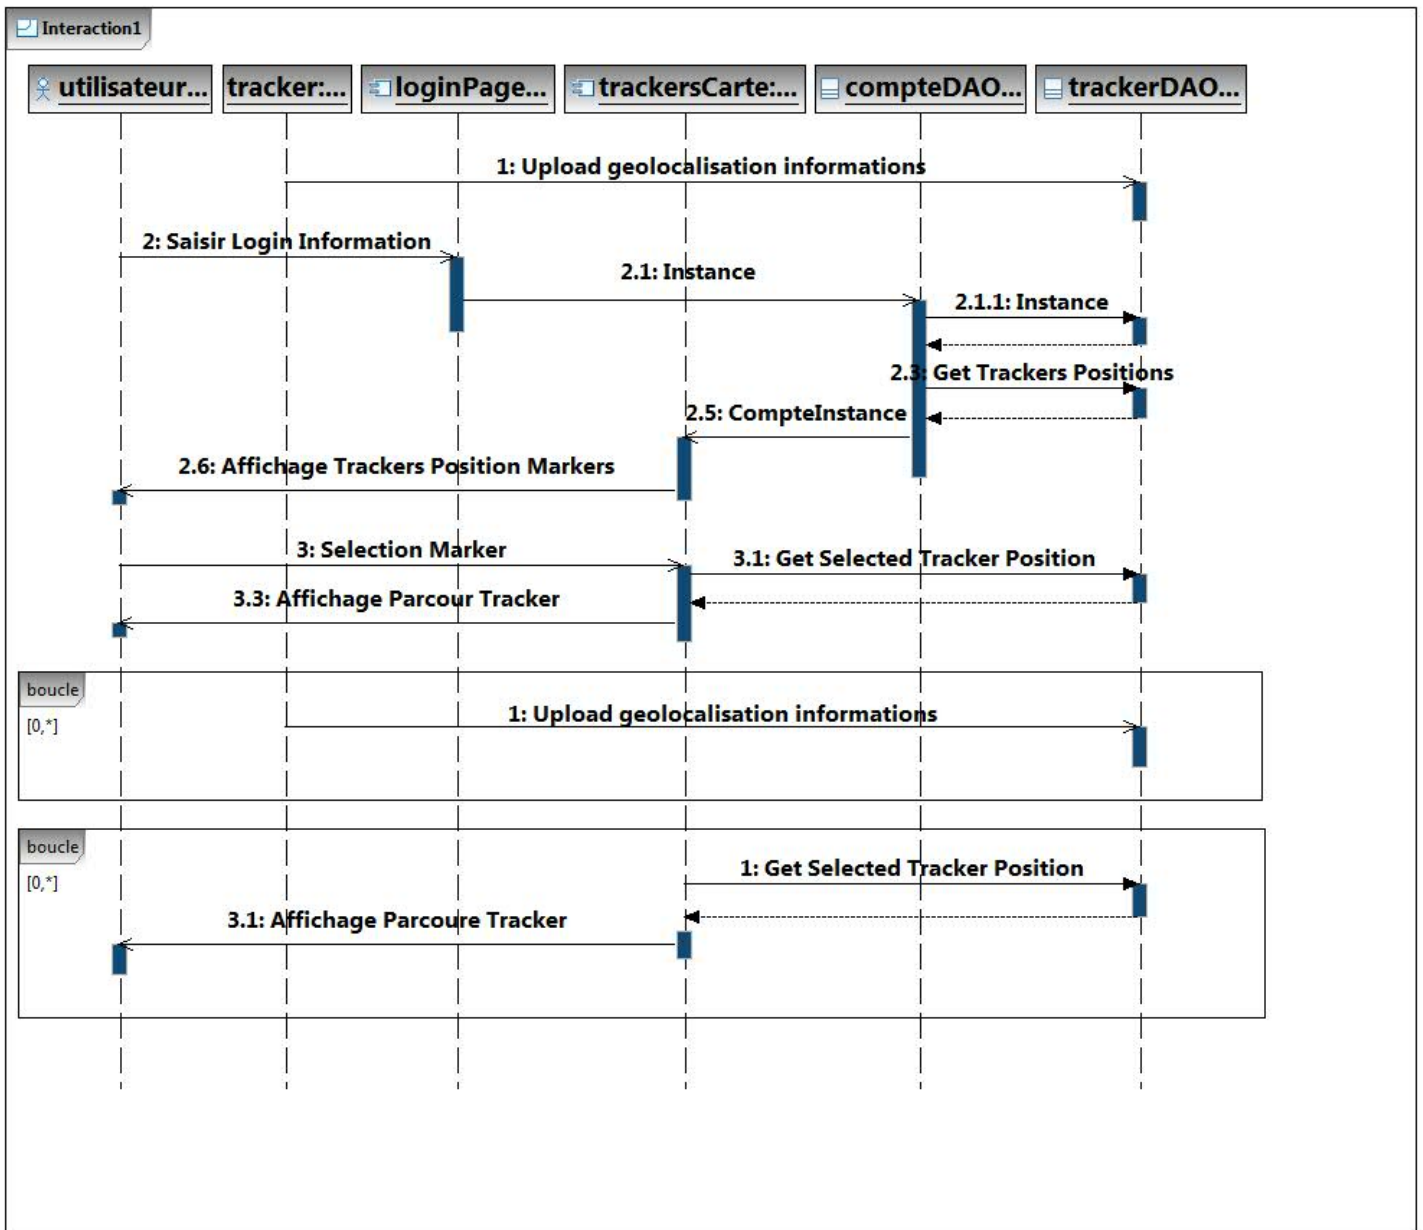 Interaction1
utilisateur...
tracker:...
loginPage...
trackersCarte:...
compteDAO...
trackerDAO...
1: Upload geolocalisation informations
2: Saisir Login Information
2.1: Instance
2.1.1: Instance
2.3: Get Trackers Positions
2.5: CompteInstance
2.6: Affichage Trackers Position Markers
3: Selection Marker
3.1: Get Selected Tracker Position
3.3: Affichage Parcour Tracker
boucle
[0,*]
1: Upload geolocalisation informations
boucle
[0,*]
1: Get Selected Tracker Position
3.1: Affichage Parcoure Tracker